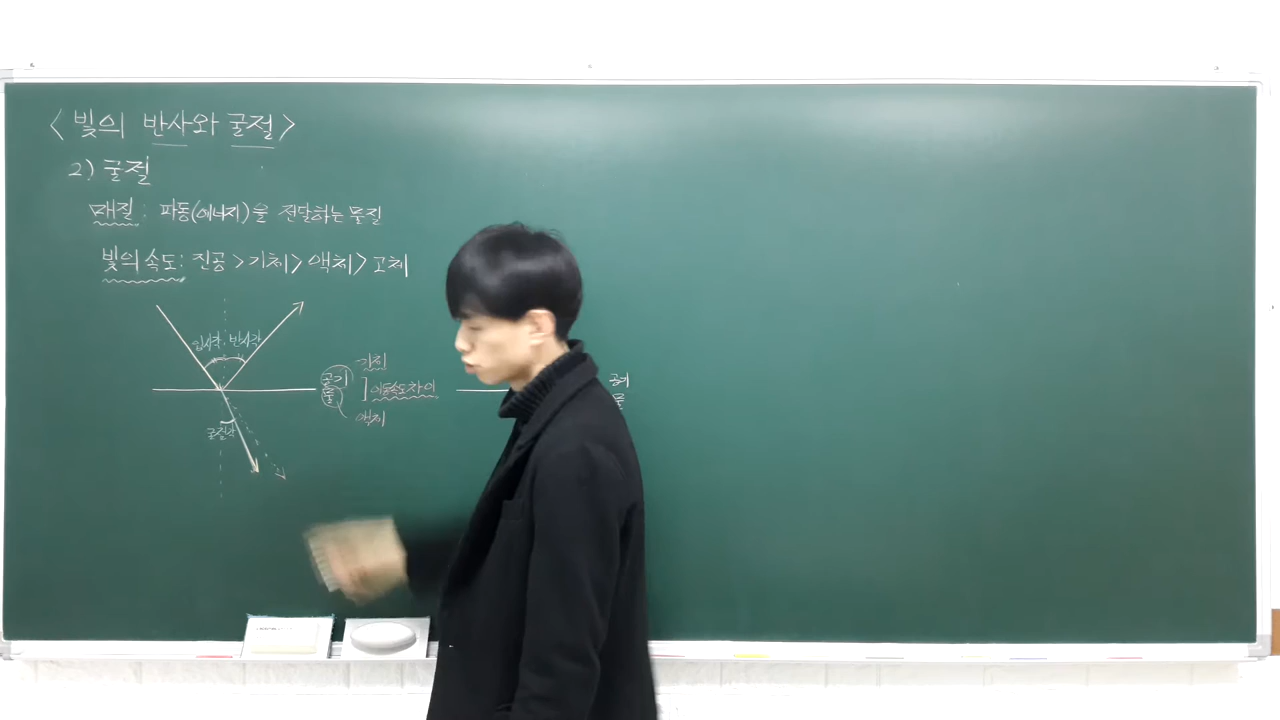 <빛의 반사와 굴절>
2) 굴절
매질 : 파동(에너지)을 전달하는 물질
빛의 속도 : 진공 > 기체 > 액체 > 고체
입사각 반사각
굴절각
기체
공기
물
이동속도차이
액체
공기
물